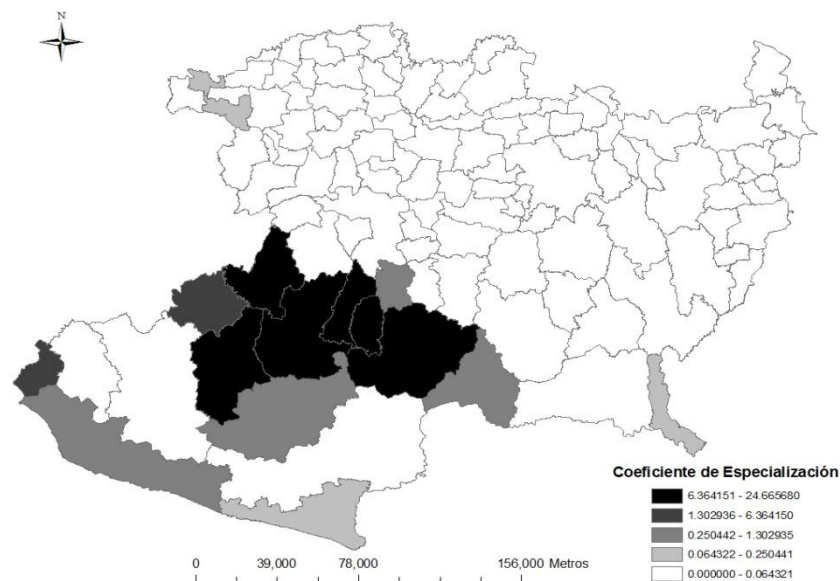 N
Coeficiente de Especialización
6.364151 - 24.665680
1.302936 - 6.364150
0.250442 - 1.302935
0.064322 - 0.250441
0.000000 - 0.064321
0 39,000 78,000 156,000 Metros